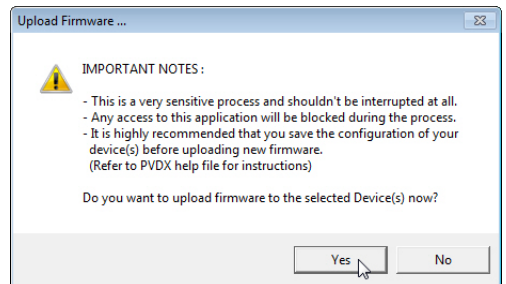 Upload Firmware ...
IMPORTANT NOTES :
- This is a very sensitive process and shouldn't be interrupted at all.
- Any access to this application will be blocked during the process.
- It is highly recommended that you save the configuration of your
device(s) before uploading new firmware.
(Refer to PVDX help file for instructions)
Do you want to upload firmware to the selected Device(s) now?
Yes
No